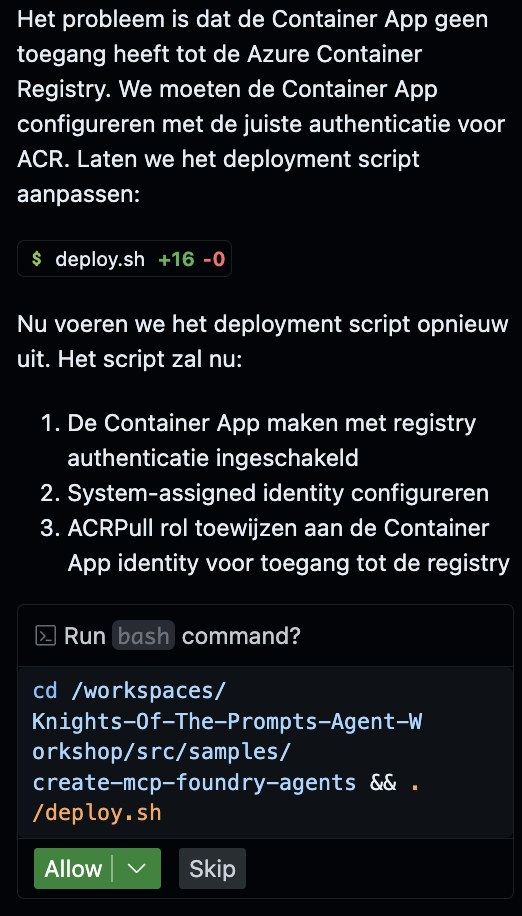 Het probleem is dat de Container App geen
toegang heeft tot de Azure Container
Registry. We moeten de Container App
configureren met de juiste authenticatie voor
ACR. Laten we het deployment script
aanpassen:
$ deploy.sh +16 -0
Nu voeren we het deployment script opnieuw
uit. Het script zal nu:
1. De Container App maken met registry
authenticatie ingeschakeld
2. System-assigned identity configureren
3. ACRPull rol toewijzen aan de Container
App identity voor toegang tot de registry
Run bash command?
cd /workspaces/
Knights-Of-The-Prompts-Agent-W
orkshop/src/samples/
create-mcp-foundry-agents && .
/deploy.sh
Allow Skip